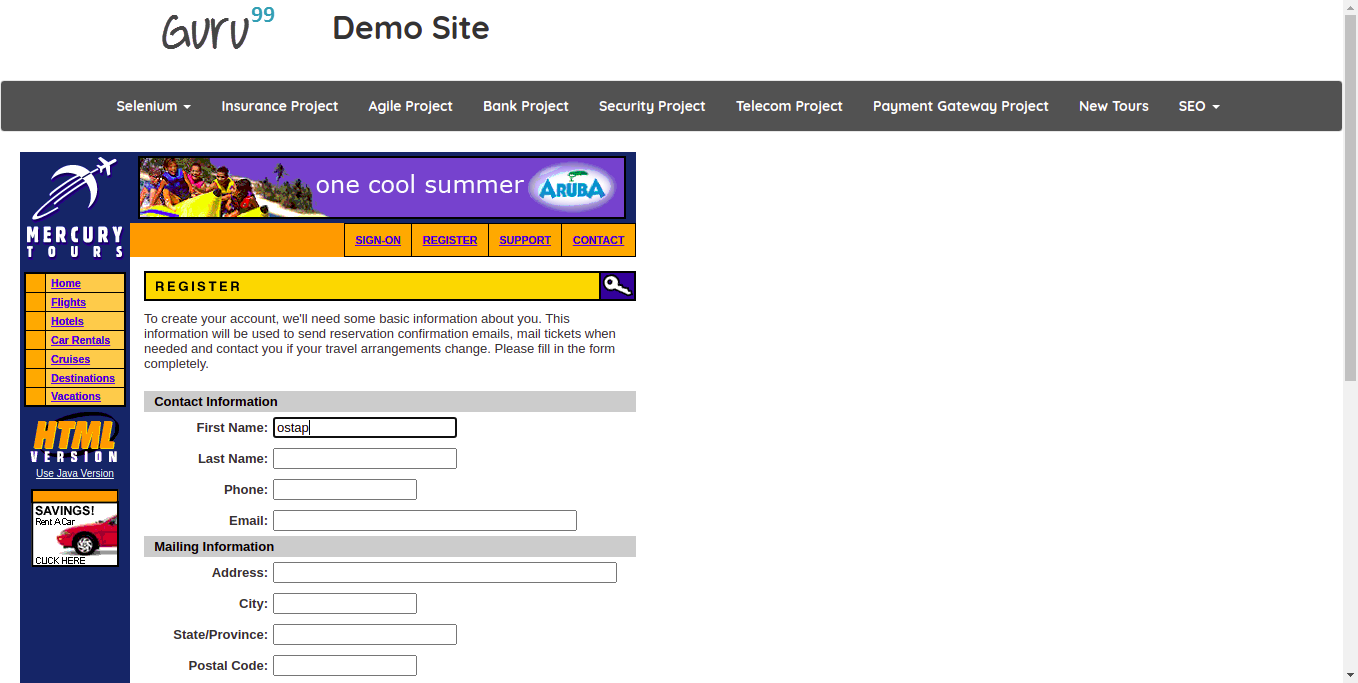 Guru99
Demo Site
Selenium Insurance Project Agile Project Bank Project Security Project Telecom Project Payment Gateway Project New Tours SEO
one cool summer ARUBA
MERCURY
TOURS
SIGN-ON REGISTER SUPPORT CONTACT
Home
Flights
Hotels
Car Rentals
Cruises
Destinations
Vacations
HTML
VERSION
Use Java Version
SAVINGS!
Rent A Car
CLICK HERE
REGISTER
To create your account, we'll need some basic information about you. This
information will be used to send reservation confirmation emails, mail tickets when
needed and contact you if your travel arrangements change. Please fill in the form
completely.
Contact Information
First Name: ostap
Last Name:
Phone:
Email:
Mailing Information
Address:
City:
State/Province:
Postal Code: